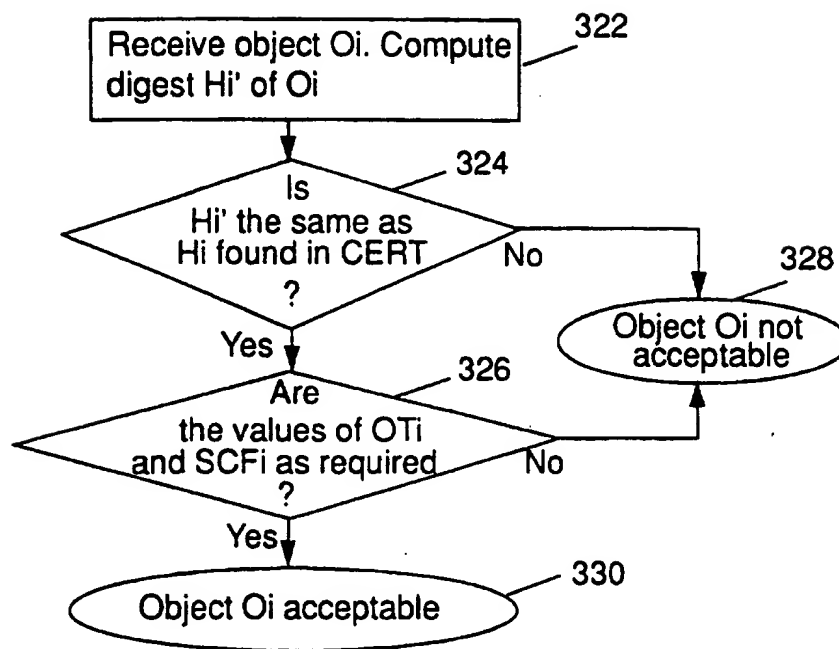 Receive object Oi. Compute
digest Hi' of Oi
322
324
Is
Hi' the same as
Hi found in CERT
?
No
328
Object Oi not
acceptable
Yes
326
Are
the values of OTi
and SCFi as required
?
No
Yes
330
Object Oi acceptable